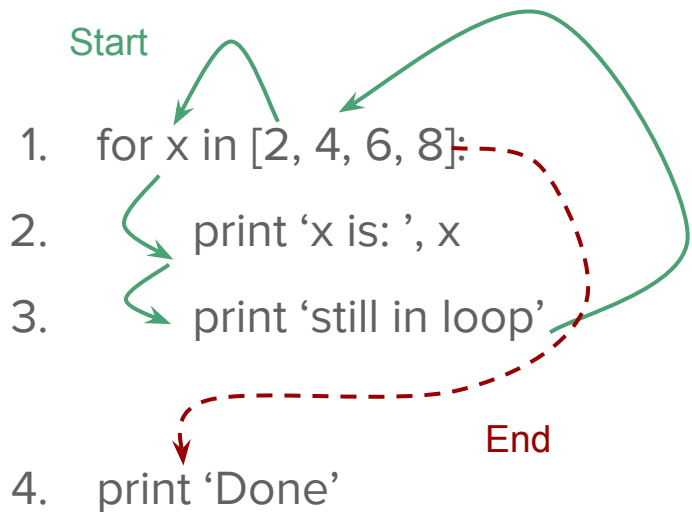 Start
1. for x in [2, 4, 6, 8]:
2. print ‘x is: ’, x
3. print ‘still in loop’
End
4. print ‘Done’